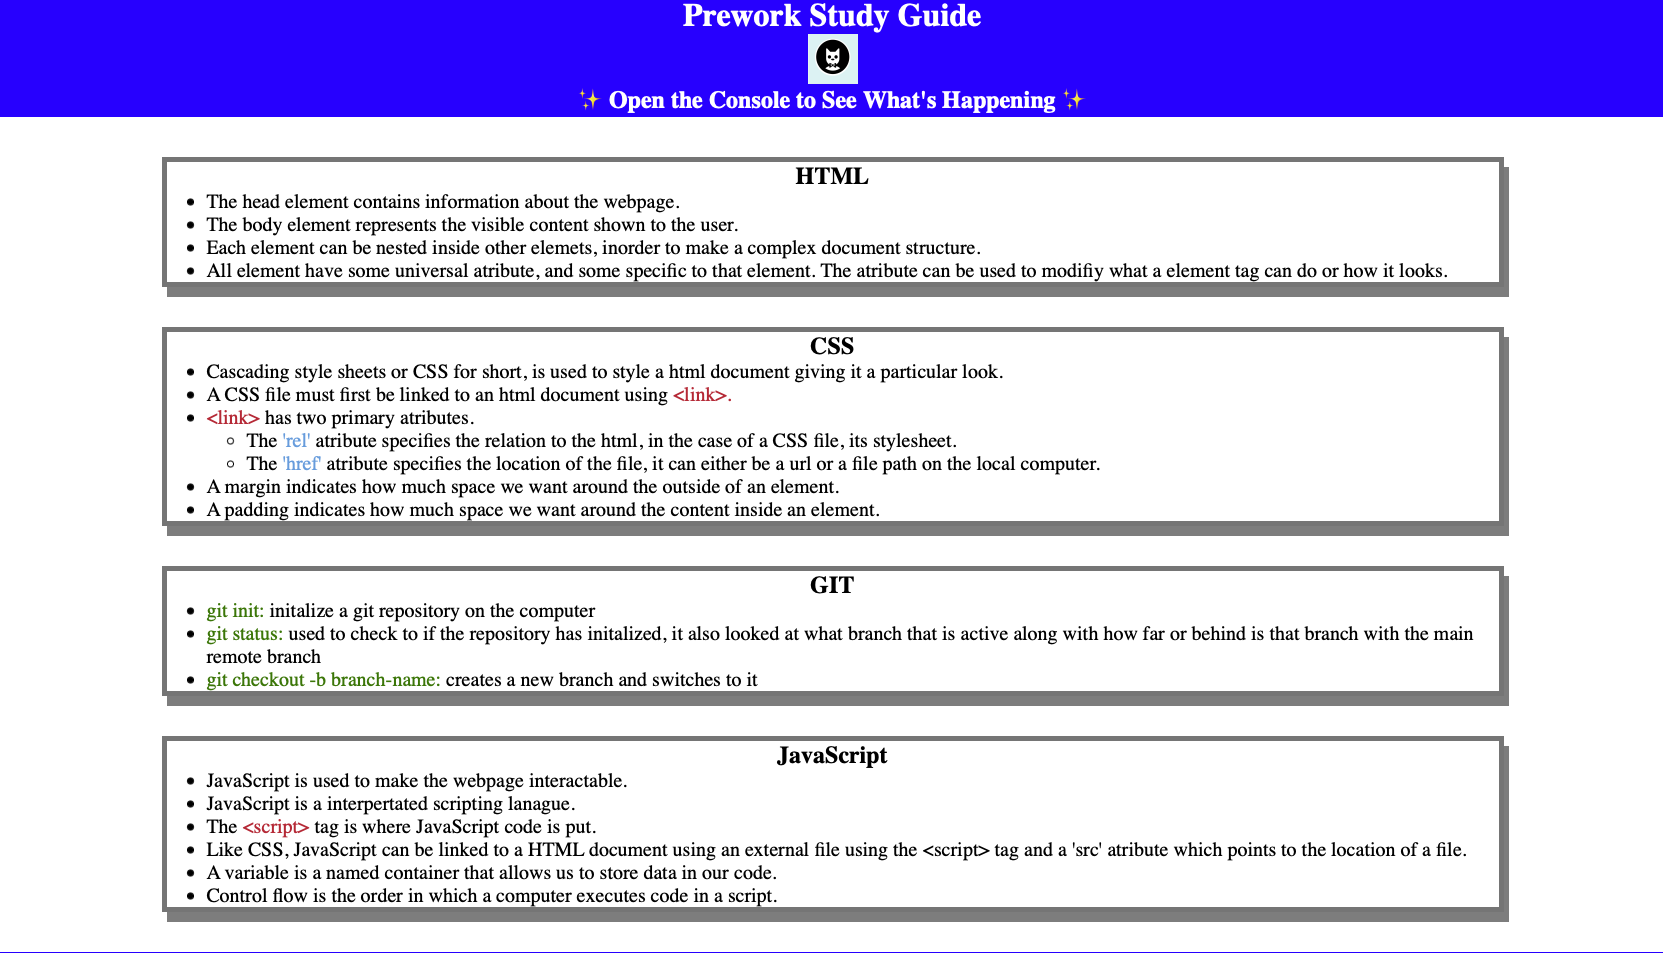 Prework Study Guide
✨ Open the Console to See What's Happening ✨
HTML
• The head element contains information about the webpage.
• The body element represents the visible content shown to the user.
• Each element can be nested inside other elemets, inorder to make a complex document structure.
• All element have some universal atribute, and some specific to that element. The atribute can be used to modifiy what a element tag can do or how it looks.
CSS
• Cascading style sheets or CSS for short, is used to style a html document giving it a particular look.
• A CSS file must first be linked to an html document using <link>.
• <link> has two primary atributes.
◦ The 'rel' atribute specifies the relation to the html, in the case of a CSS file, its stylesheet.
◦ The 'href' atribute specifies the location of the file, it can either be a url or a file path on the local computer.
• A margin indicates how much space we want around the outside of an element.
• A padding indicates how much space we want around the content inside an element.
GIT
• git init: initalize a git repository on the computer
• git status: used to check to if the repository has initalized, it also looked at what branch that is active along with how far or behind is that branch with the main
remote branch
• git checkout -b branch-name: creates a new branch and switches to it
JavaScript
• JavaScript is used to make the webpage interactable.
• JavaScript is a interpertated scripting lanague.
• The <script> tag is where JavaScript code is put.
• Like CSS, JavaScript can be linked to a HTML document using an external file using the <script> tag and a 'src' atribute which points to the location of a file.
• A variable is a named container that allows us to store data in our code.
• Control flow is the order in which a computer executes code in a script.